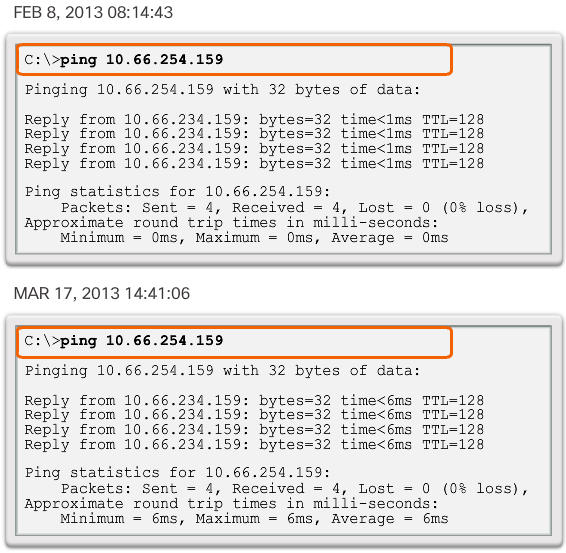 FEB 8, 2013 08:14:43
C:\>ping 10.66.254.159
Pinging 10.66.254.159 with 32 bytes of data:
Reply from 10.66.234.159: bytes=32 time<1ms TTL=128
Reply from 10.66.234.159: bytes=32 time<1ms TTL=128
Reply from 10.66.234.159: bytes=32 time<1ms TTL=128
Reply from 10.66.234.159: bytes=32 time<1ms TTL=128
Ping statistics for 10.66.254.159:
    Packets: Sent = 4, Received = 4, Lost = 0 (0% loss),
Approximate round trip times in milli-seconds:
    Minimum = 0ms, Maximum = 0ms, Average = 0ms
MAR 17, 2013 14:41:06
C:\>ping 10.66.254.159
Pinging 10.66.254.159 with 32 bytes of data:
Reply from 10.66.234.159: bytes=32 time<6ms TTL=128
Reply from 10.66.234.159: bytes=32 time<6ms TTL=128
Reply from 10.66.234.159: bytes=32 time<6ms TTL=128
Reply from 10.66.234.159: bytes=32 time<6ms TTL=128
Ping statistics for 10.66.254.159:
    Packets: Sent = 4, Received = 4, Lost = 0 (0% loss),
Approximate round trip times in milli-seconds:
    Minimum = 6ms, Maximum = 6ms, Average = 6ms